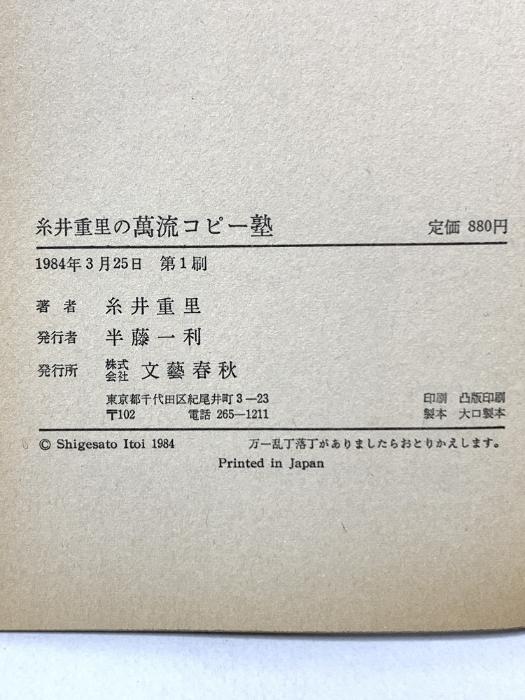 糸井重里の萬流コピー塾　定価 880円
1984年3月25日　第1刷
著　者　糸井重里
発行者　半藤一利
発行所　株式会社　文藝春秋
東京都千代田区紀尾井町3—23　印刷　凸版印刷
〒102　電話 265-1211　製本　大口製本
© Shigesato Itoi 1984　万一乱丁落丁がありましたらおとりかえします。
Printed in Japan